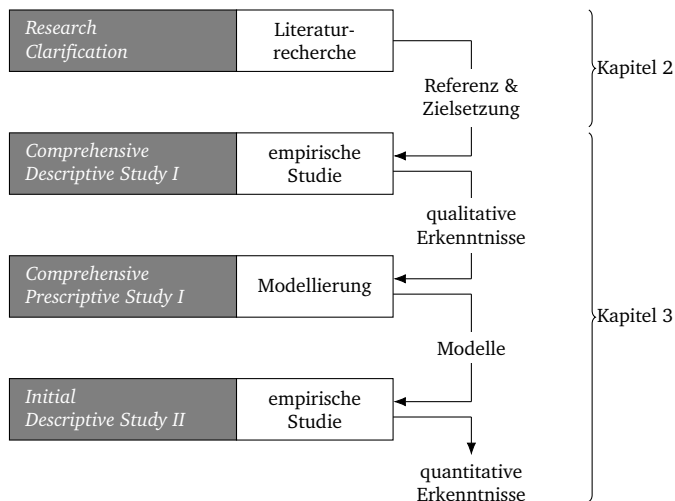 Research
Clarification
Literatur-
recherche
Referenz &
Zielsetzung
Kapitel 2
Comprehensive
Descriptive Study I
empirische
Studie
qualitative
Erkenntnisse
Comprehensive
Prescriptive Study I
Modellierung
Kapitel 3
Modelle
Initial
Descriptive Study II
empirische
Studie
quantitative
Erkenntnisse